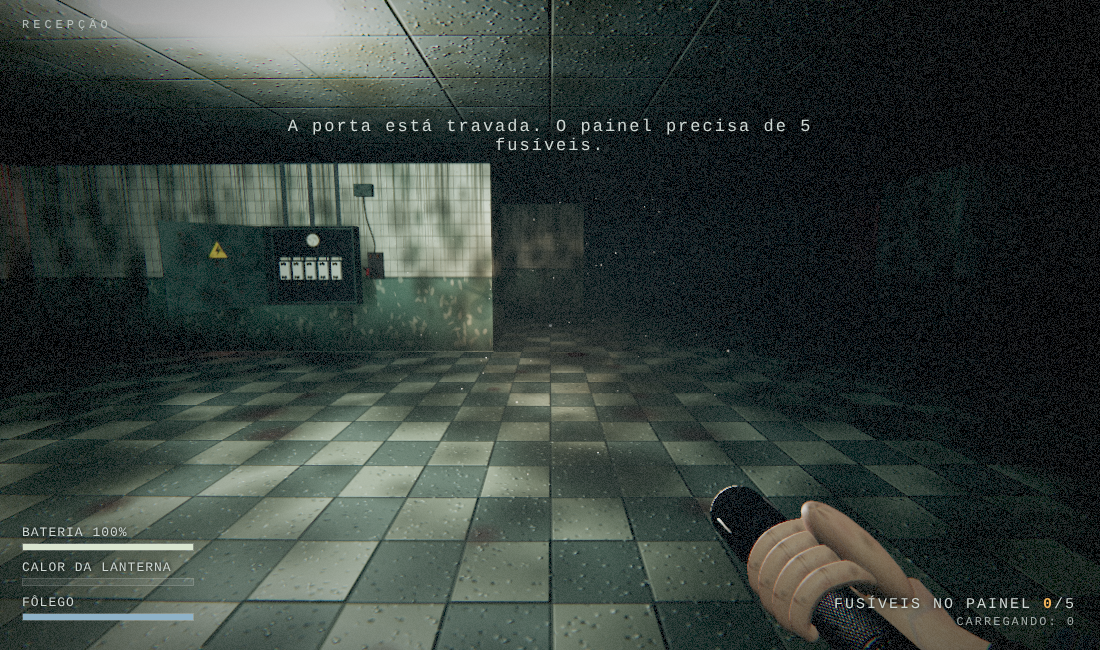 RECEPÇÃO
A porta está travada. O painel precisa de 5
fusíveis.
BATERIA 100%
CALOR DA LANTERNA
FÔLEGO
FUSÍVEIS NO PAINEL 0/5
CARREGANDO: 0